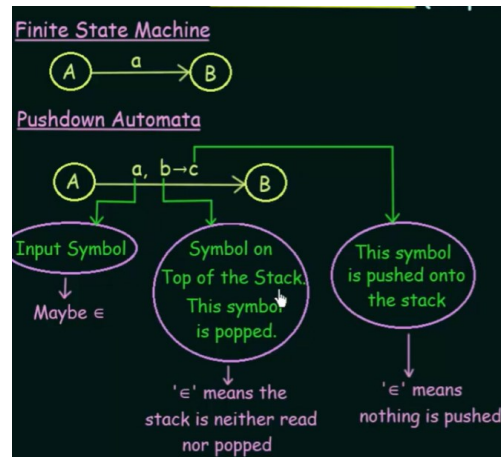 Finite State Machine
A a B
Pushdown Automata
A a, b→c B
Input Symbol
Maybe ∈
Symbol on
Top of the Stack.
This symbol
is popped.
'∈' means the
stack is neither read
nor popped
This symbol
is pushed onto
the stack
'∈' means
nothing is pushed